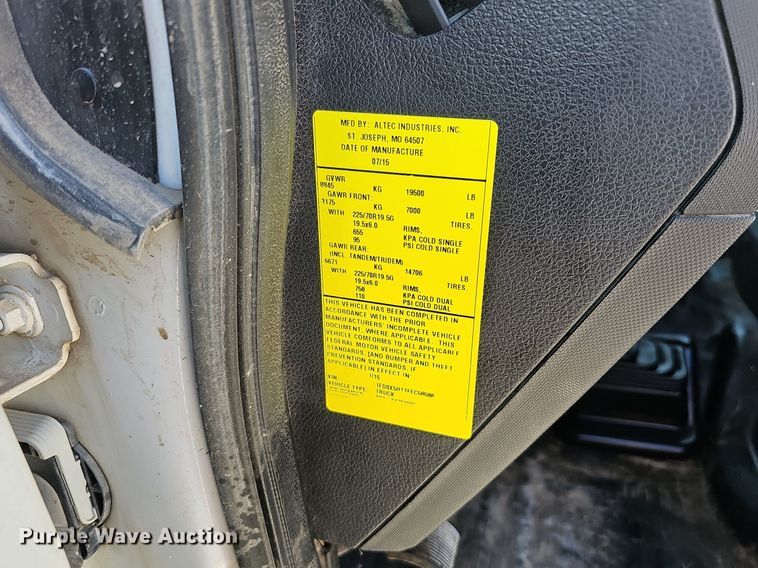 MFD BY: ALTEC INDUSTRIES, INC.
ST. JOSEPH, MO 64507
DATE OF MANUFACTURE
07/15
GVWR
8845 KG 19500 LB
GAWR FRONT:
3175 KG 7000 LB
WITH 225/70R19.5G TIRES,
19.5x6.0 RIMS,
655 KPA COLD SINGLE
95 PSI COLD SINGLE
GAWR REAR:
(INCL. TANDEM/TRIDEM)
6671 KG 14706 LB
WITH 225/70R19.5G TIRES,
19.5x6.0 RIMS,
758 KPA COLD DUAL
110 PSI COLD DUAL
THIS VEHICLE HAS BEEN COMPLETED IN
ACCORDANCE WITH THE PRIOR
MANUFACTURERS' INCOMPLETE VEHICLE
DOCUMENT, WHERE APPLICABLE. THIS
VEHICLE CONFORMS TO ALL APPLICABLE
FEDERAL MOTOR VEHICLE SAFETY
STANDARDS, [AND BUMPER AND THEFT
PREVENTION STANDARDS, IF
APPLICABLE] IN EFFECT IN
VIN
VEHICLE TYPE: TRUCK
Purple Wave Auction